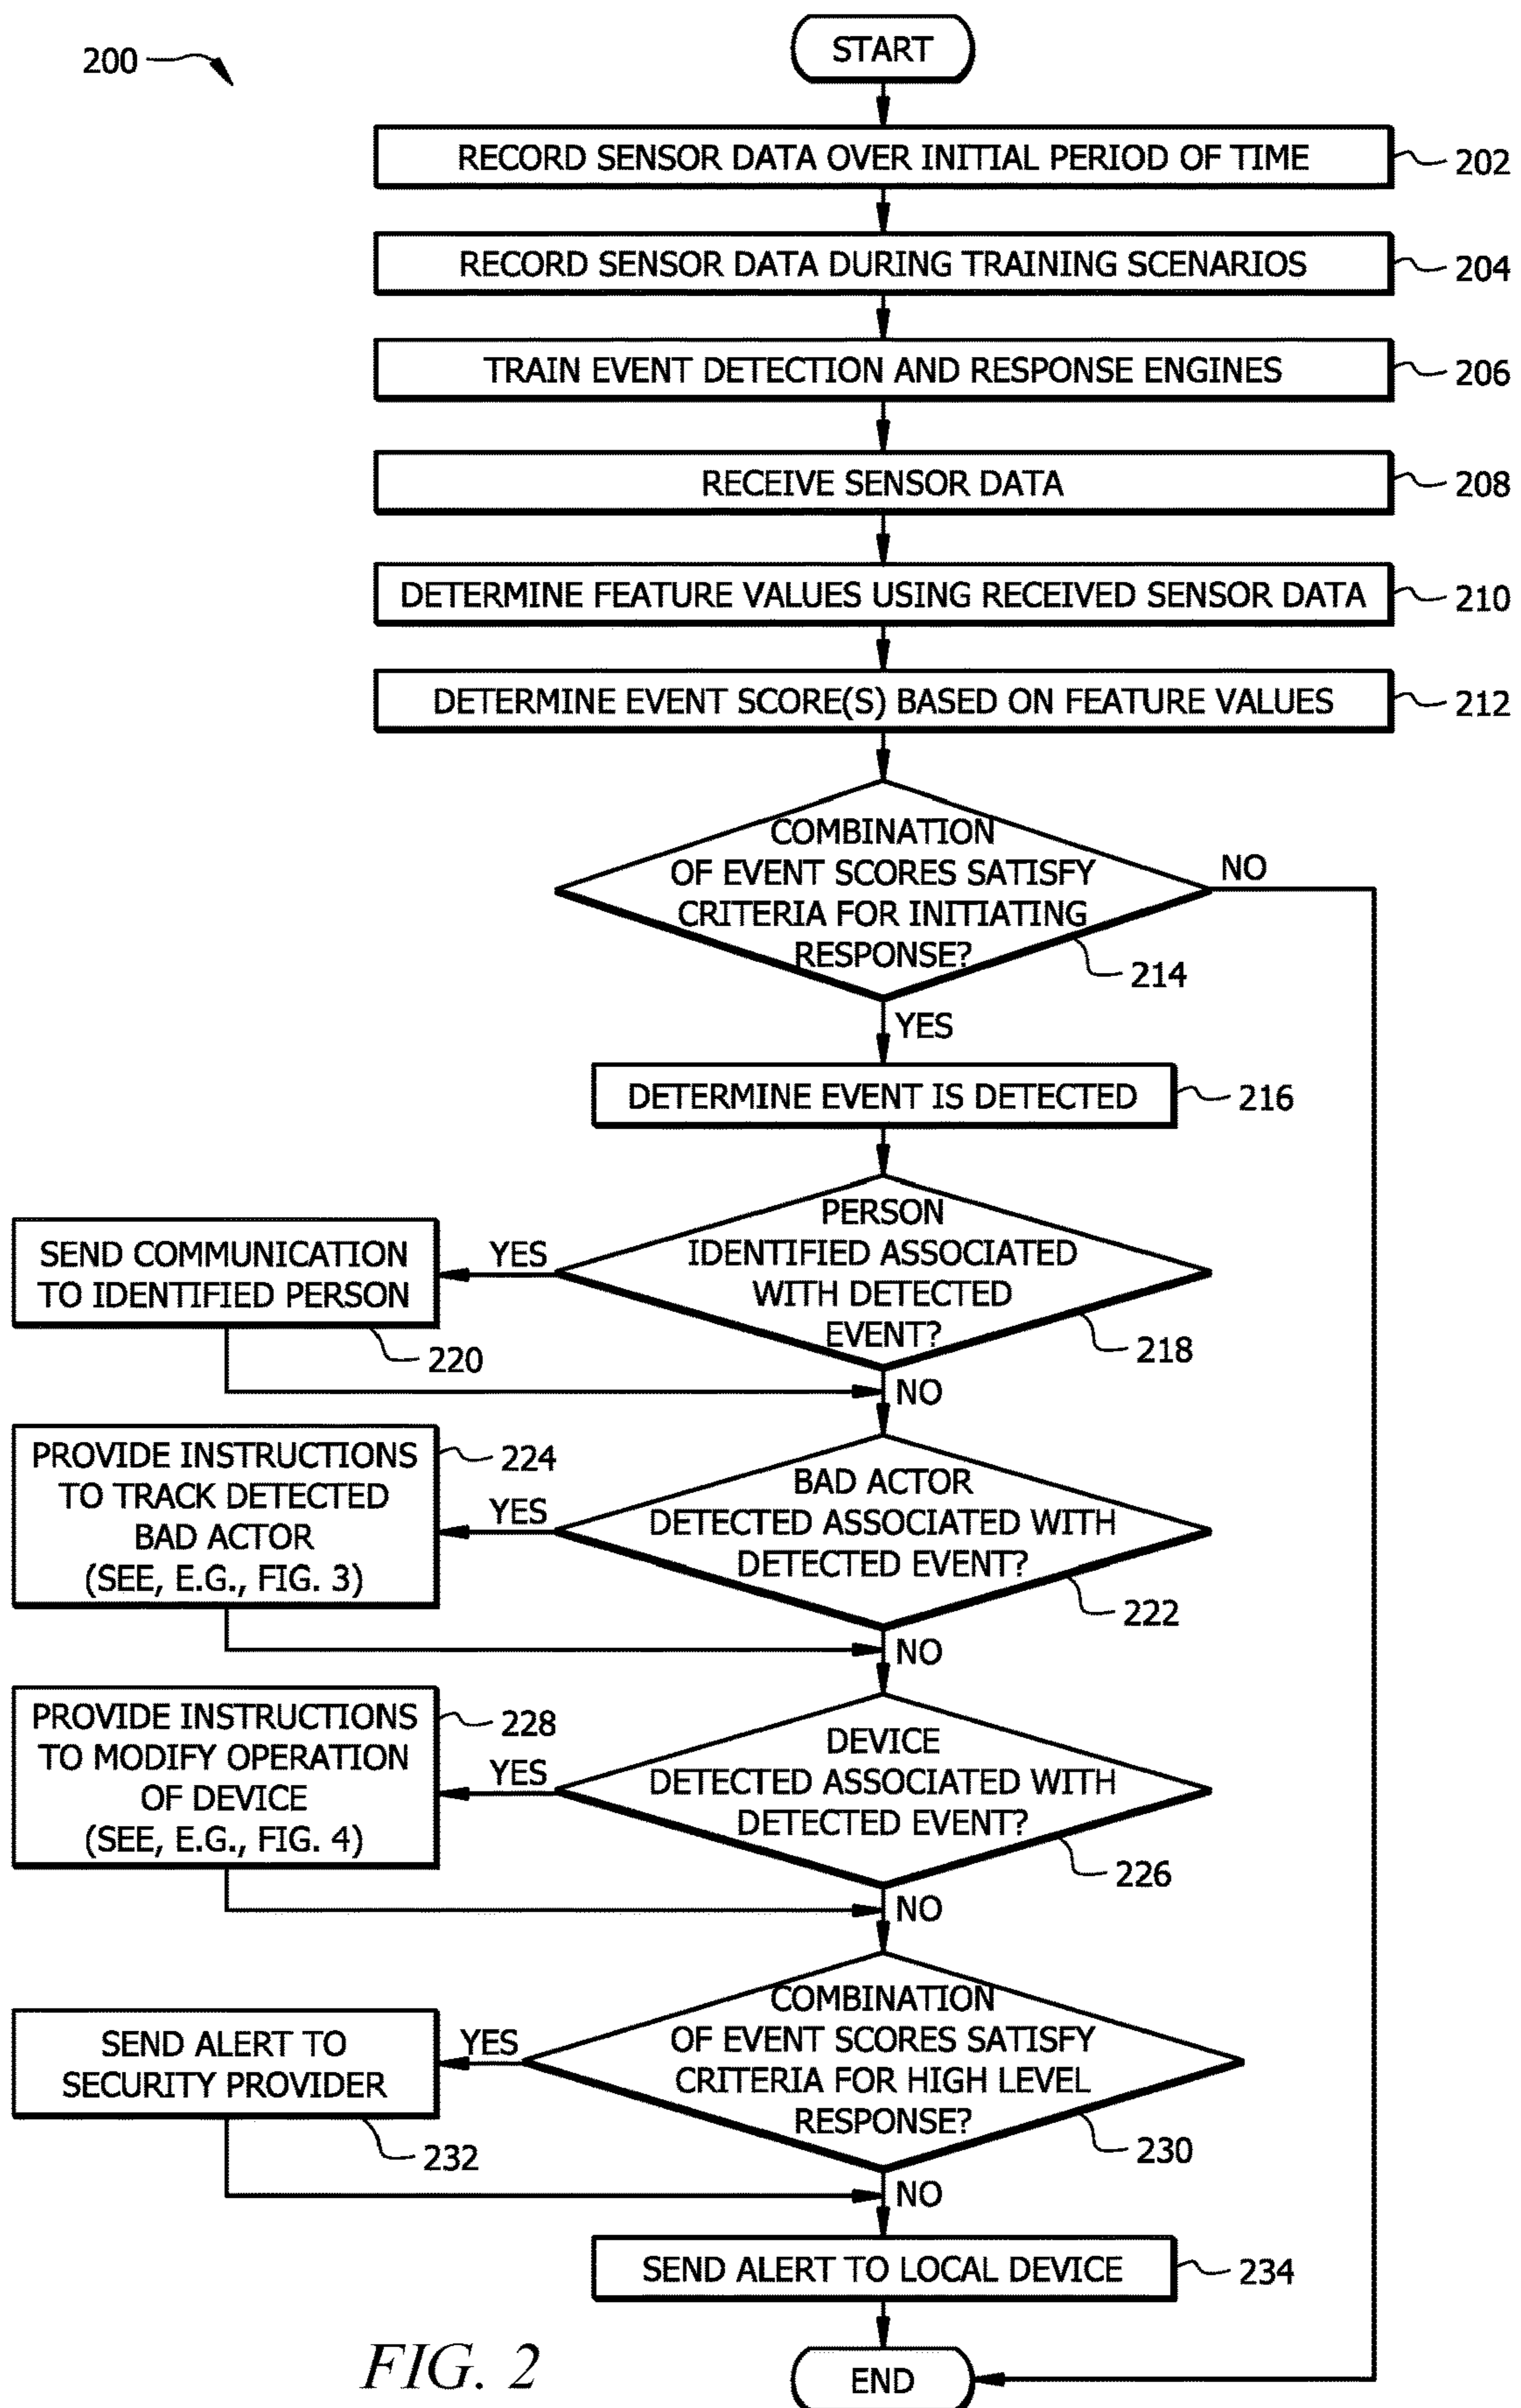 200
START
RECORD SENSOR DATA OVER INITIAL PERIOD OF TIME
202
RECORD SENSOR DATA DURING TRAINING SCENARIOS
204
TRAIN EVENT DETECTION AND RESPONSE ENGINES
206
RECEIVE SENSOR DATA
208
DETERMINE FEATURE VALUES USING RECEIVED SENSOR DATA
210
DETERMINE EVENT SCORE(S) BASED ON FEATURE VALUES
212
COMBINATION
OF EVENT SCORES SATISFY
CRITERIA FOR INITIATING
RESPONSE?
NO
214
YES
DETERMINE EVENT IS DETECTED
216
PERSON
IDENTIFIED ASSOCIATED
WITH DETECTED
EVENT?
218
YES
SEND COMMUNICATION
TO IDENTIFIED PERSON
220
NO
BAD ACTOR
DETECTED ASSOCIATED WITH
DETECTED EVENT?
222
YES
PROVIDE INSTRUCTIONS
TO TRACK DETECTED
BAD ACTOR
(SEE, E.G., FIG. 3)
224
NO
DEVICE
DETECTED ASSOCIATED WITH
DETECTED EVENT?
226
YES
PROVIDE INSTRUCTIONS
TO MODIFY OPERATION
OF DEVICE
(SEE, E.G., FIG. 4)
228
NO
COMBINATION
OF EVENT SCORES SATISFY
CRITERIA FOR HIGH LEVEL
RESPONSE?
230
YES
SEND ALERT TO
SECURITY PROVIDER
232
NO
SEND ALERT TO LOCAL DEVICE
234
END
FIG. 2